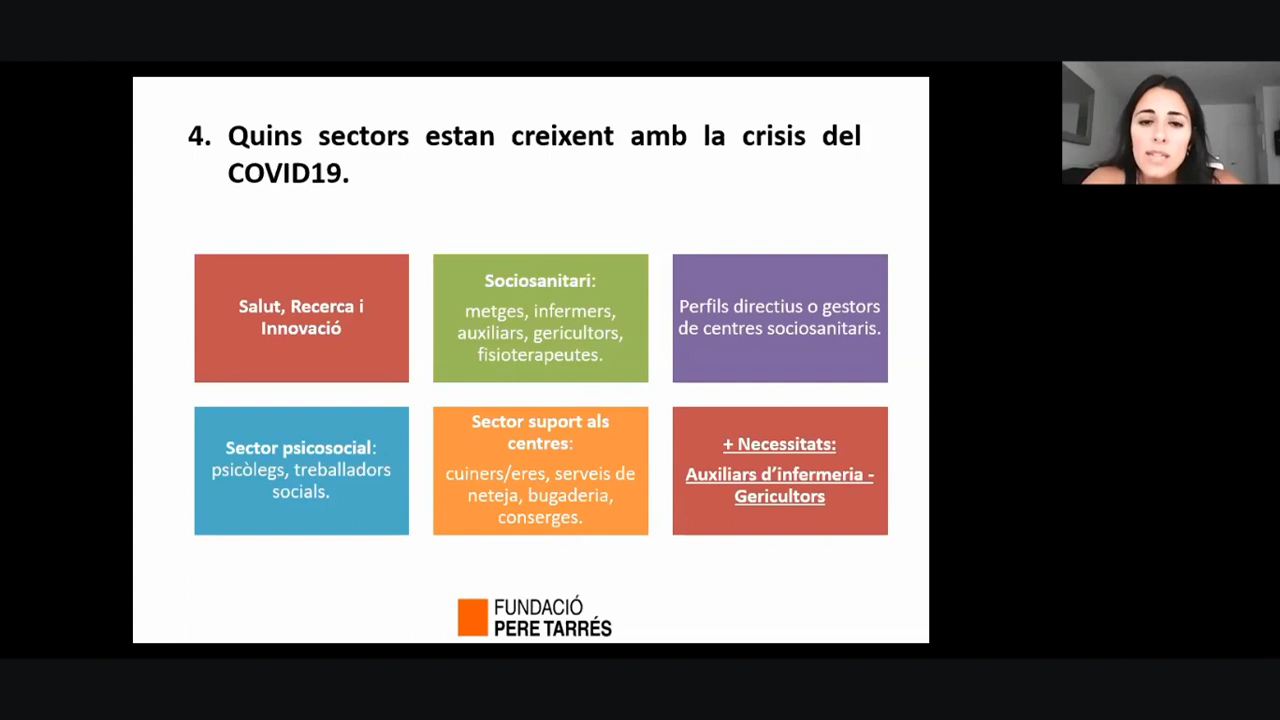 4. Quins sectors estan creixent amb la crisis del
COVID19.
Salut, Recerca i
Innovació
Sociosanitari:
metges, infermers,
auxiliars, gericultors,
fisioterapeutes.
Perfils directius o gestors
de centres sociosanitaris.
Sector psicosocial:
psicòlegs, treballadors
socials.
Sector suport als
centres:
cuiners/eres, serveis de
neteja, bugaderia,
conserges.
+ Necessitats:
Auxiliars d’infermeria -
Gericultors
FUNDACIÓ
PERE TARRÉS